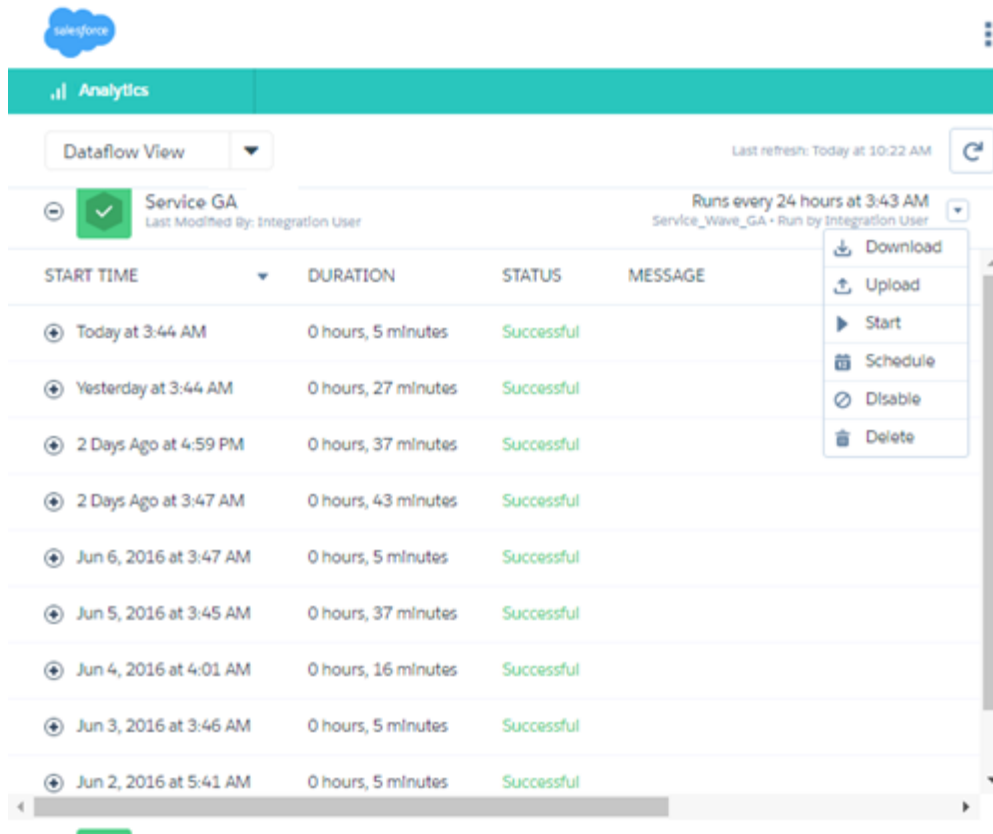 salesforce
Analytics
Dataflow View
Last refresh: Today at 10:22 AM
Service GA
Runs every 24 hours at 3:43 AM
Last Modified By: Integration User
Service_Wave_GA • Run by Integration User
Download
START TIME DURATION STATUS MESSAGE
Upload
Today at 3:44 AM 0 hours, 5 minutes Successful
Start
Schedule
Yesterday at 3:44 AM 0 hours, 27 minutes Successful
Disable
2 Days Ago at 4:59 PM 0 hours, 37 minutes Successful
Delete
2 Days Ago at 3:47 AM 0 hours, 43 minutes Successful
Jun 6, 2016 at 3:47 AM 0 hours, 5 minutes Successful
Jun 5, 2016 at 3:45 AM 0 hours, 37 minutes Successful
Jun 4, 2016 at 4:01 AM 0 hours, 16 minutes Successful
Jun 3, 2016 at 3:46 AM 0 hours, 5 minutes Successful
Jun 2, 2016 at 5:41 AM 0 hours, 5 minutes Successful